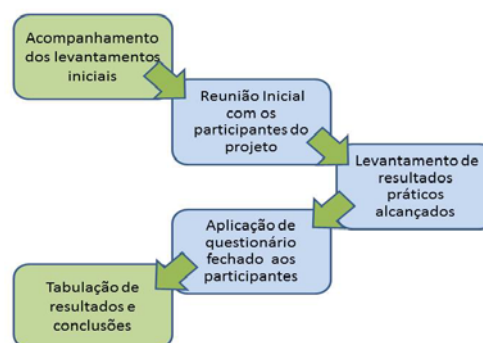 Acompanhamento
dos levantamentos
iniciais
Reunião Inicial
com os
participantes do
projeto
Levantamento de
resultados
práticos
alcançados
Aplicação de
questionário
fechado aos
participantes
Tabulação de
resultados e
conclusões